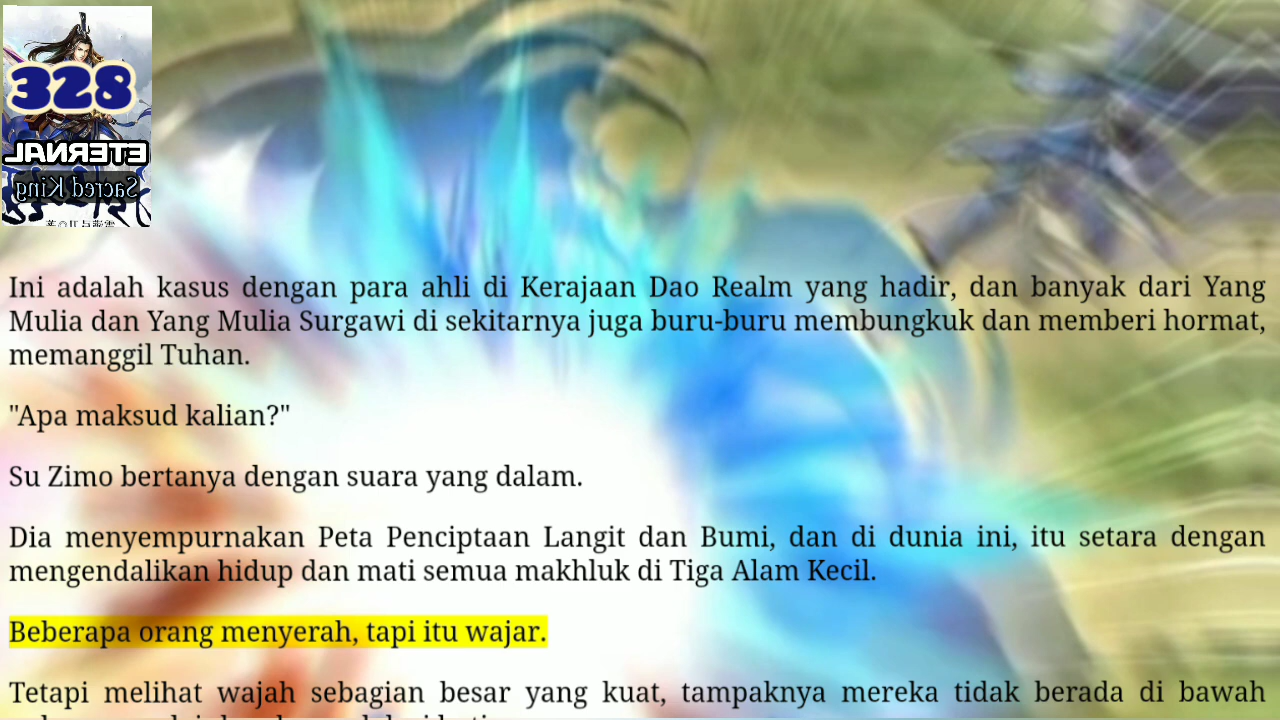 328
ETERNAL
Sacred King
Ini adalah kasus dengan para ahli di Kerajaan Dao Realm yang hadir, dan banyak dari Yang
Mulia dan Yang Mulia Surgawi di sekitarnya juga buru-buru membungkuk dan memberi hormat,
memanggil Tuhan.
"Apa maksud kalian?"
Su Zimo bertanya dengan suara yang dalam.
Dia menyempurnakan Peta Penciptaan Langit dan Bumi, dan di dunia ini, itu setara dengan
mengendalikan hidup dan mati semua makhluk di Tiga Alam Kecil.
Beberapa orang menyerah, tapi itu wajar.
Tetapi melihat wajah sebagian besar yang kuat, tampaknya mereka tidak berada di bawah